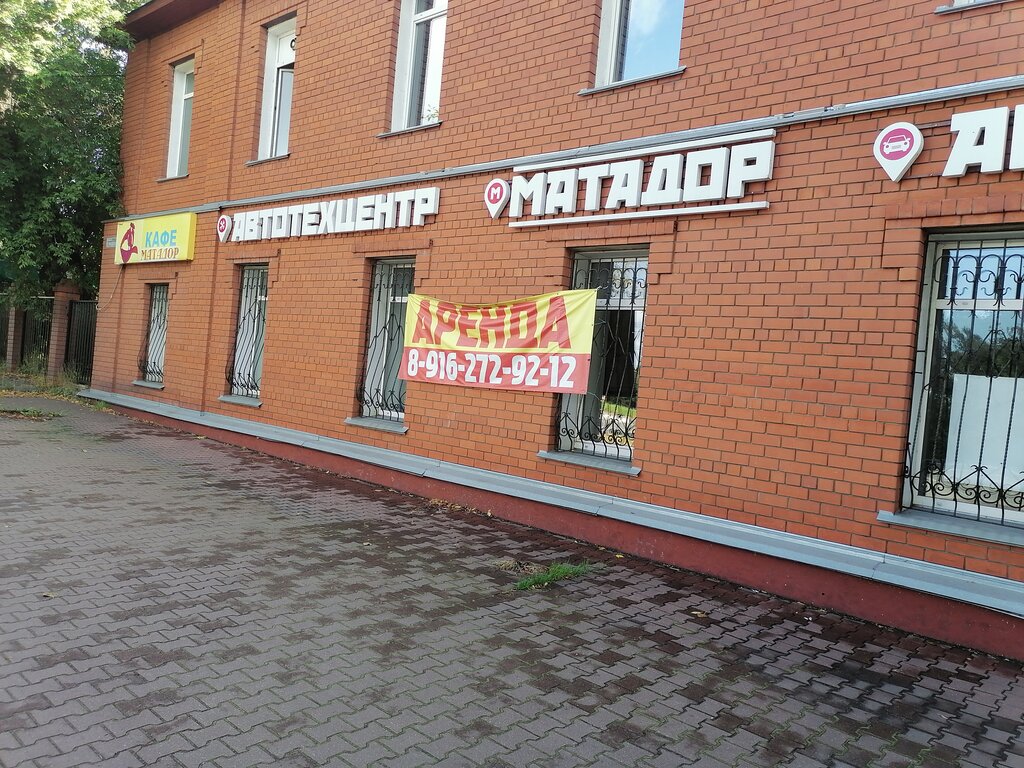 КАФЕ
МАТАДОР
АВТОТЕХЦЕНТР
М МАТАДОР
АРЕНДА
8-916-272-92-12